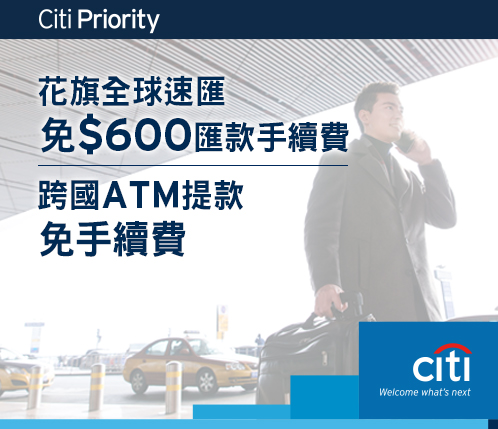 Citi Priority
花旗全球速匯
免$600匯款手續費
跨國ATM提款
免手續費
citi
Welcome what's next